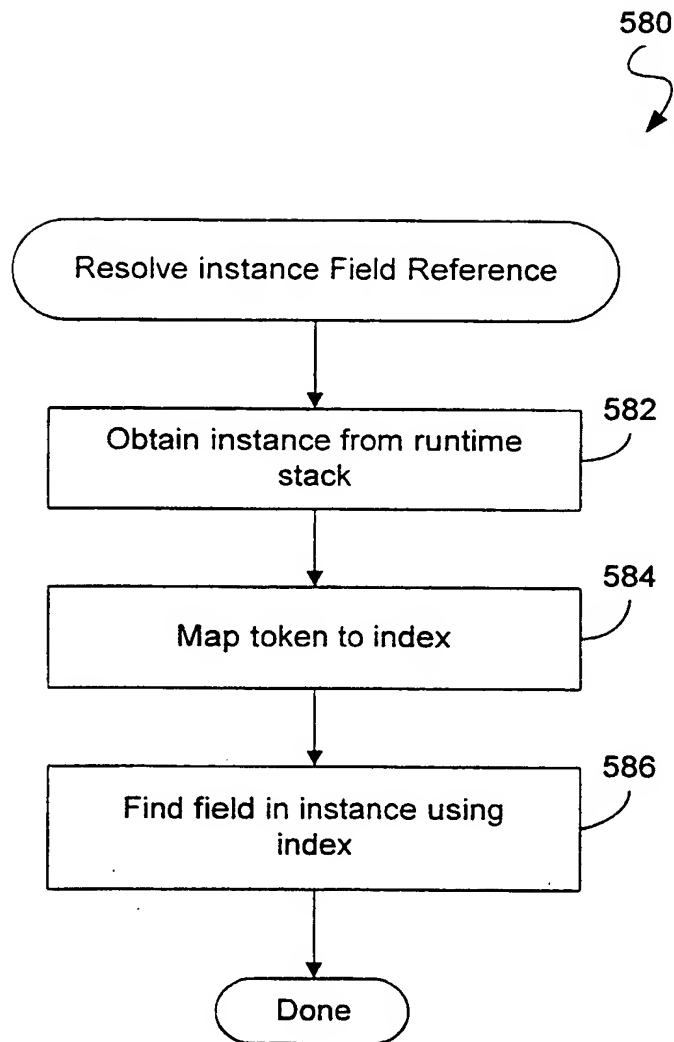 580
Resolve instance Field Reference
582
Obtain instance from runtime
stack
584
Map token to index
586
Find field in instance using
index
Done